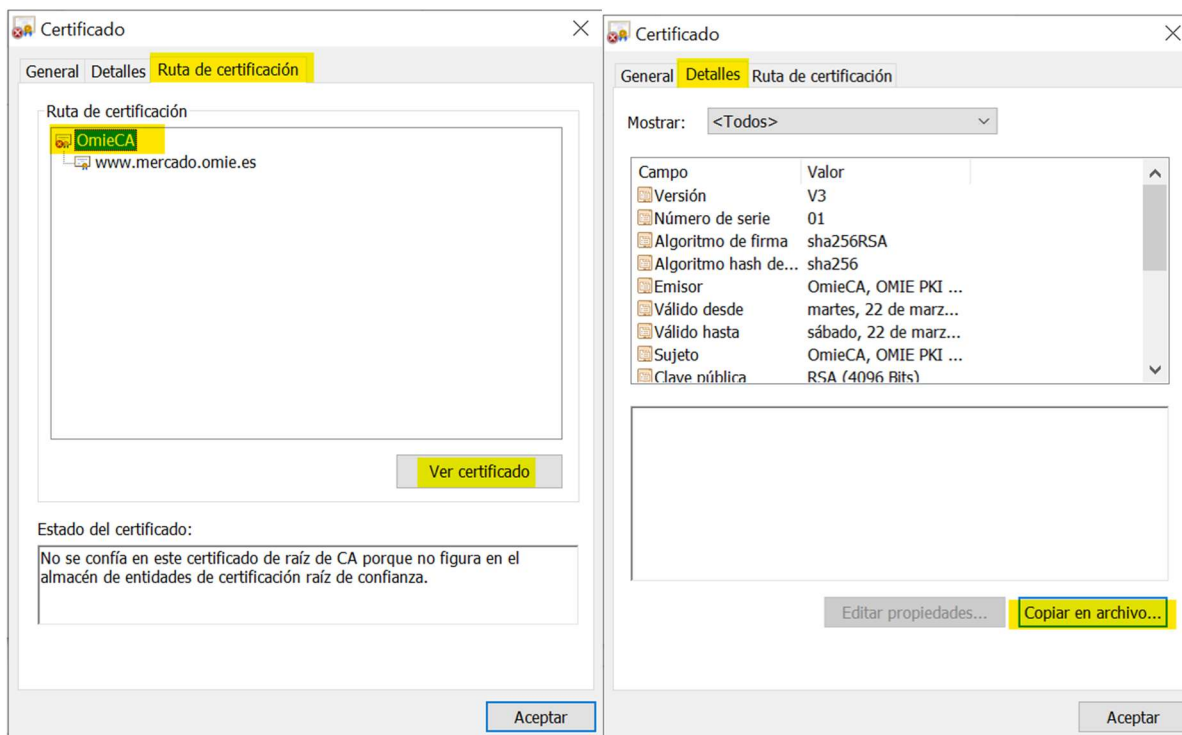 Certificado
General Detalles Ruta de certificación
Ruta de certificación
OmieCA
www.mercado.omie.es
Ver certificado
Estado del certificado:
No se confía en este certificado de raíz de CA porque no figura en el
almacén de entidades de certificación raíz de confianza.
Aceptar
Certificado
General Detalles Ruta de certificación
Mostrar: <Todos>
Campo Valor
Versión V3
Número de serie 01
Algoritmo de firma sha256RSA
Algoritmo hash de... sha256
Emisor OmieCA, OMIE PKI ...
Válido desde martes, 22 de marz...
Válido hasta sábado, 22 de marz...
Sujeto OmieCA, OMIE PKI ...
Clave pública RSA (4096 Bits)
Editar propiedades... Copiar en archivo...
Aceptar